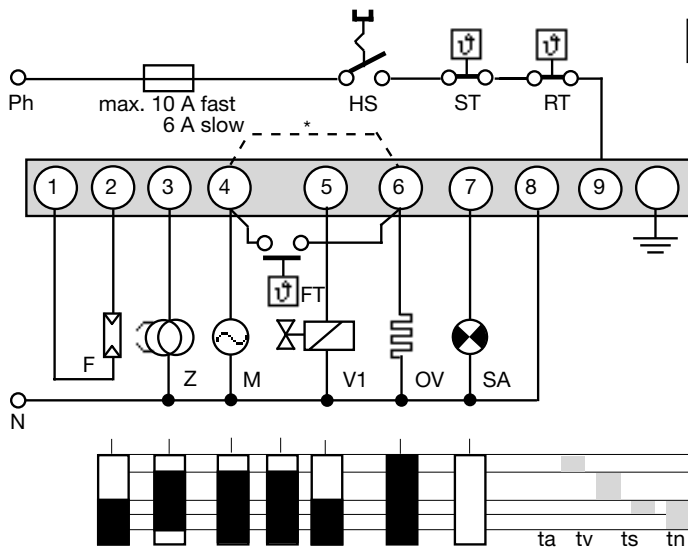 Ph
max. 10 A fast
6 A slow
HS
ST
RT
ϑ
ϑ
*
1 2 3 4 5 6 7 8 9
ϑ
FT
F
Z
M
V1
OV
SA
N
ta tv ts tn